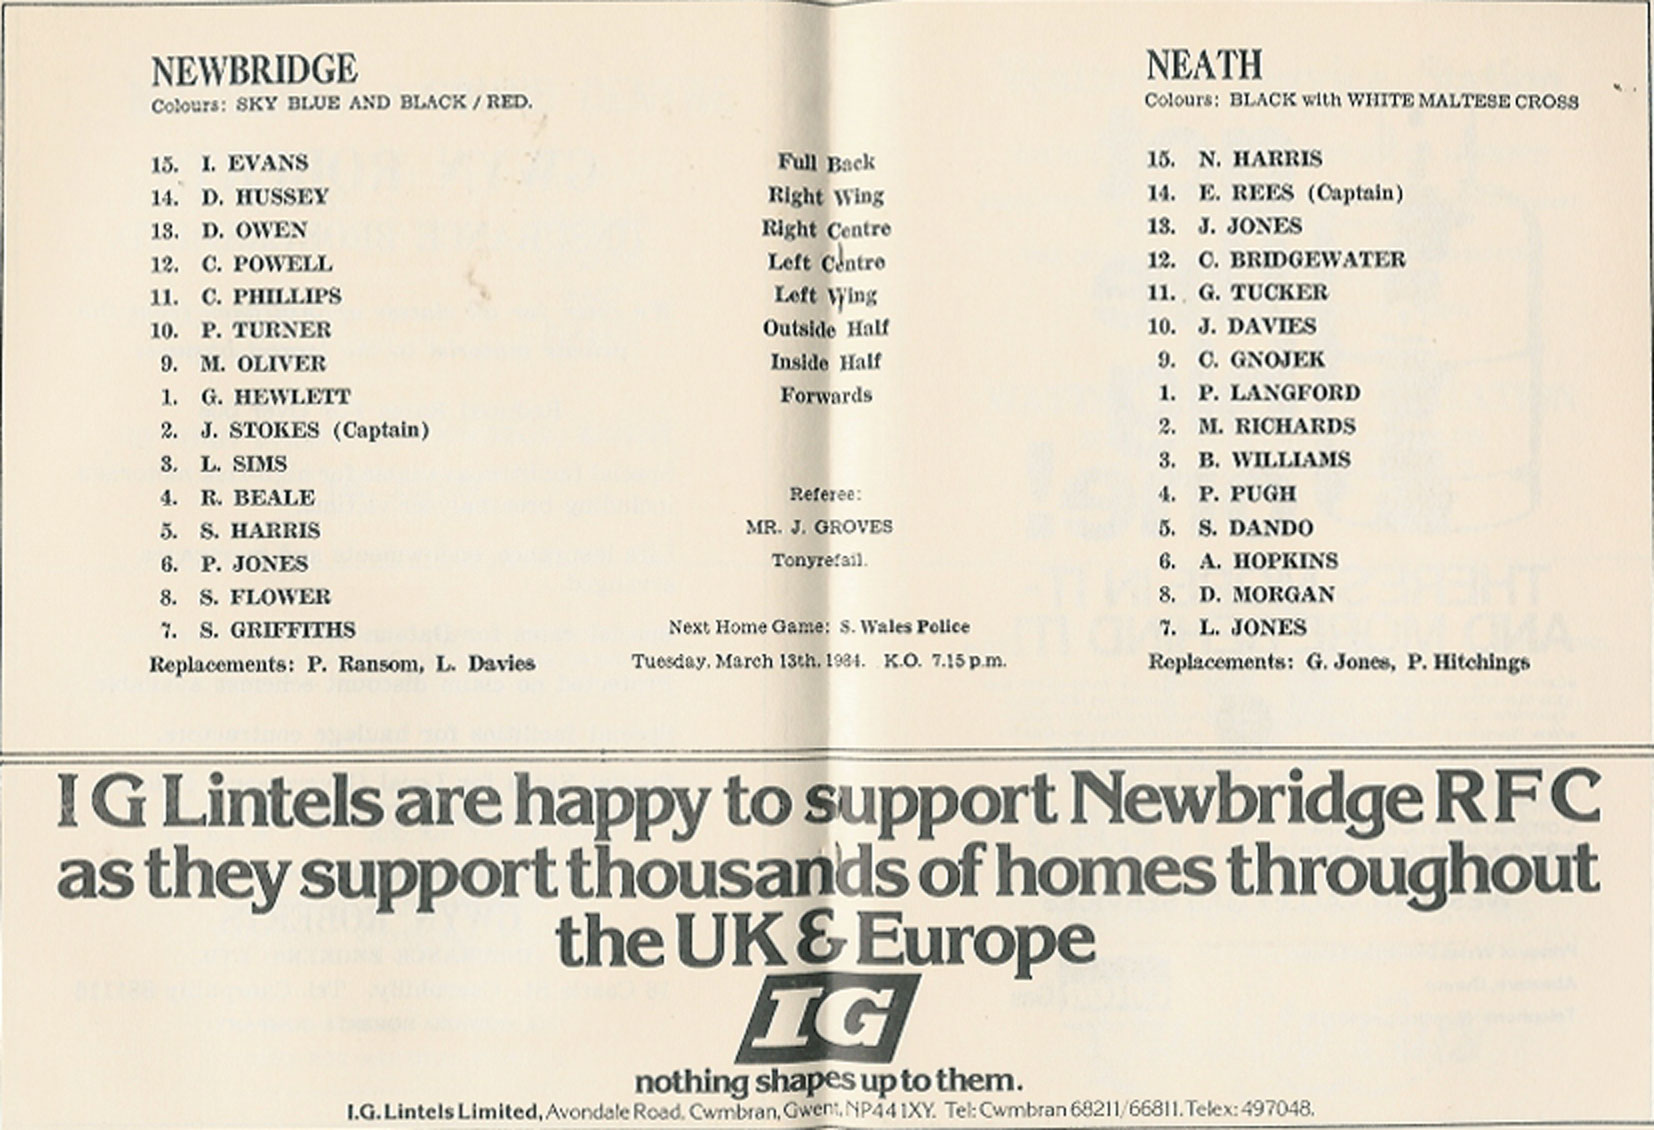 NEWBRIDGE
Colours: SKY BLUE AND BLACK / RED.
NEATH
Colours: BLACK with WHITE MALTESE CROSS
15. I. EVANS Full Back 15. N. HARRIS
14. D. HUSSEY Right Wing 14. E. REES (Captain)
13. D. OWEN Right Centre 13. J. JONES
12. C. POWELL Left Centre 12. C. BRIDGEWATER
11. C. PHILLIPS Left Wing 11. G. TUCKER
10. P. TURNER Outside Half 10. J. DAVIES
9. M. OLIVER Inside Half 9. C. GNOJEK
1. G. HEWLETT Forwards 1. P. LANGFORD
2. J. STOKES (Captain) 2. M. RICHARDS
3. L. SIMS 3. B. WILLIAMS
4. R. BEALE Referee: 4. P. PUGH
5. S. HARRIS MR. J. GROVES 5. S. DANDO
6. P. JONES Tonyrefail. 6. A. HOPKINS
8. S. FLOWER 8. D. MORGAN
7. S. GRIFFITHS Next Home Game: S. Wales Police 7. L. JONES
Replacements: P. Ransom, L. Davies Tuesday, March 13th, 1984. K.O. 7.15 p.m. Replacements: G. Jones, P. Hitchings
I G Lintels are happy to support Newbridge R F C
as they support thousands of homes throughout
the UK & Europe
IG
nothing shapes up to them.
I.G. Lintels Limited, Avondale Road, Cwmbran, Gwent, NP44 1XY. Tel: Cwmbran 68211/66811. Telex: 497048.